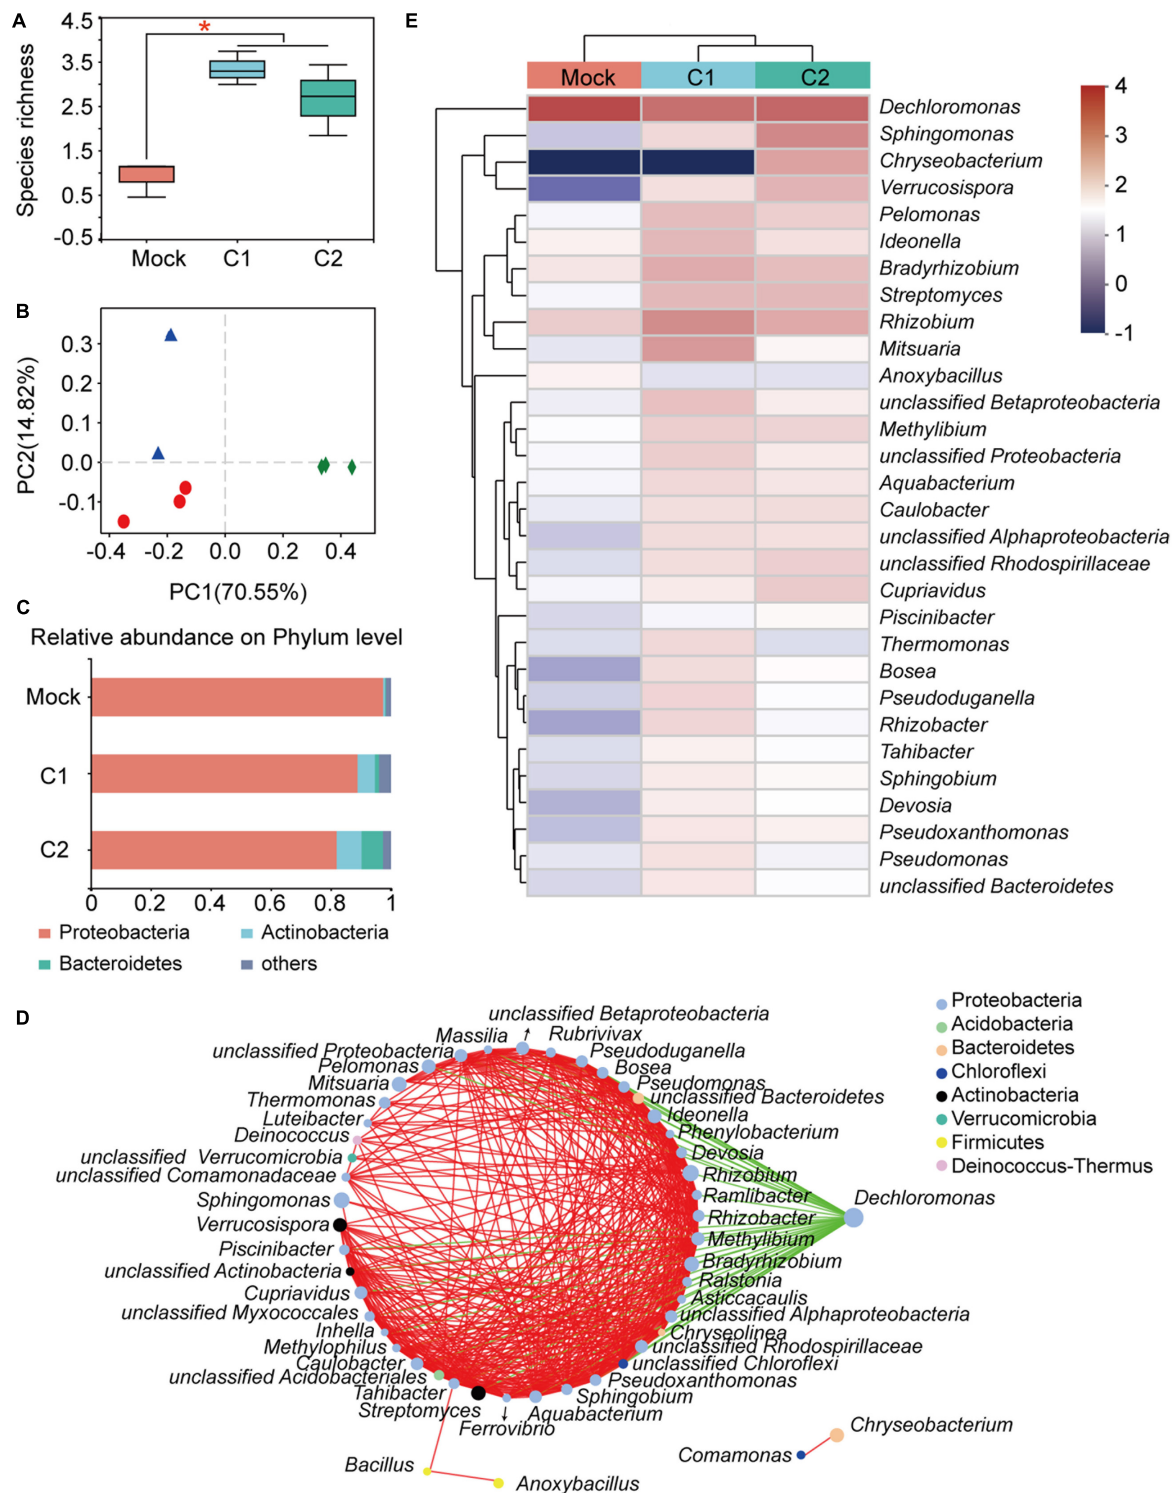 A
Species richness
4.5
3.5
2.5
1.5
0.5
-0.5
*
Mock
C1
C2
B
PC2(14.82%)
0.3
0.2
0.1
0.0
-0.1
-0.4
-0.2
0.0
0.2
0.4
PC1(70.55%)
C
Relative abundance on Phylum level
Mock
C1
C2
0
0.2
0.4
0.6
0.8
1
Proteobacteria
Actinobacteria
Bacteroidetes
others
E
Mock
C1
C2
Dechloromonas
Sphingomonas
Chryseobacterium
Verrucosispora
Pelomonas
Ideonella
Bradyrhizobium
Streptomyces
Rhizobium
Mitsuaria
Anoxybacillus
unclassified Betaproteobacteria
Methylibium
unclassified Proteobacteria
Aquabacterium
Caulobacter
unclassified Alphaproteobacteria
unclassified Rhodospirillaceae
Cupriavidus
Piscinibacter
Thermomonas
Bosea
Pseudoduganella
Rhizobacter
Tahibacter
Sphingobium
Devosia
Pseudoxanthomonas
Pseudomonas
unclassified Bacteroidetes
4
3
2
1
0
-1
D
unclassified Betaproteobacteria
Massilia
Rubrivivax
unclassified Proteobacteria
Pseudoduganella
Pelomonas
Bosea
Mitsuaria
Pseudomonas
Thermomonas
unclassified Bacteroidetes
Luteibacter
Ideonella
Deinococcus
Phenylobacterium
unclassified Verrucomicrobia
Devosia
unclassified Comamonadaceae
Rhizobium
Sphingomonas
Ramlibacter
Verrucosispora
Rhizobacter
Piscinibacter
Methylibium
unclassified Actinobacteria
Bradyrhizobium
Cupriavidus
Ralstonia
unclassified Myxococcales
Asticcacaulis
Inhella
unclassified Alphaproteobacteria
Methylophilus
Chryseolinea
Caulobacter
unclassified Rhodospirillaceae
unclassified Acidobacteriales
unclassified Chloroflexi
Tahibacter
Pseudoxanthomonas
Streptomyces
Sphingobium
Ferrovibrio
Aquabacterium
Dechloromonas
Bacillus
Anoxybacillus
Comamonas
Chryseobacterium
Proteobacteria
Acidobacteria
Bacteroidetes
Chloroflexi
Actinobacteria
Verrucomicrobia
Firmicutes
Deinococcus-Thermus